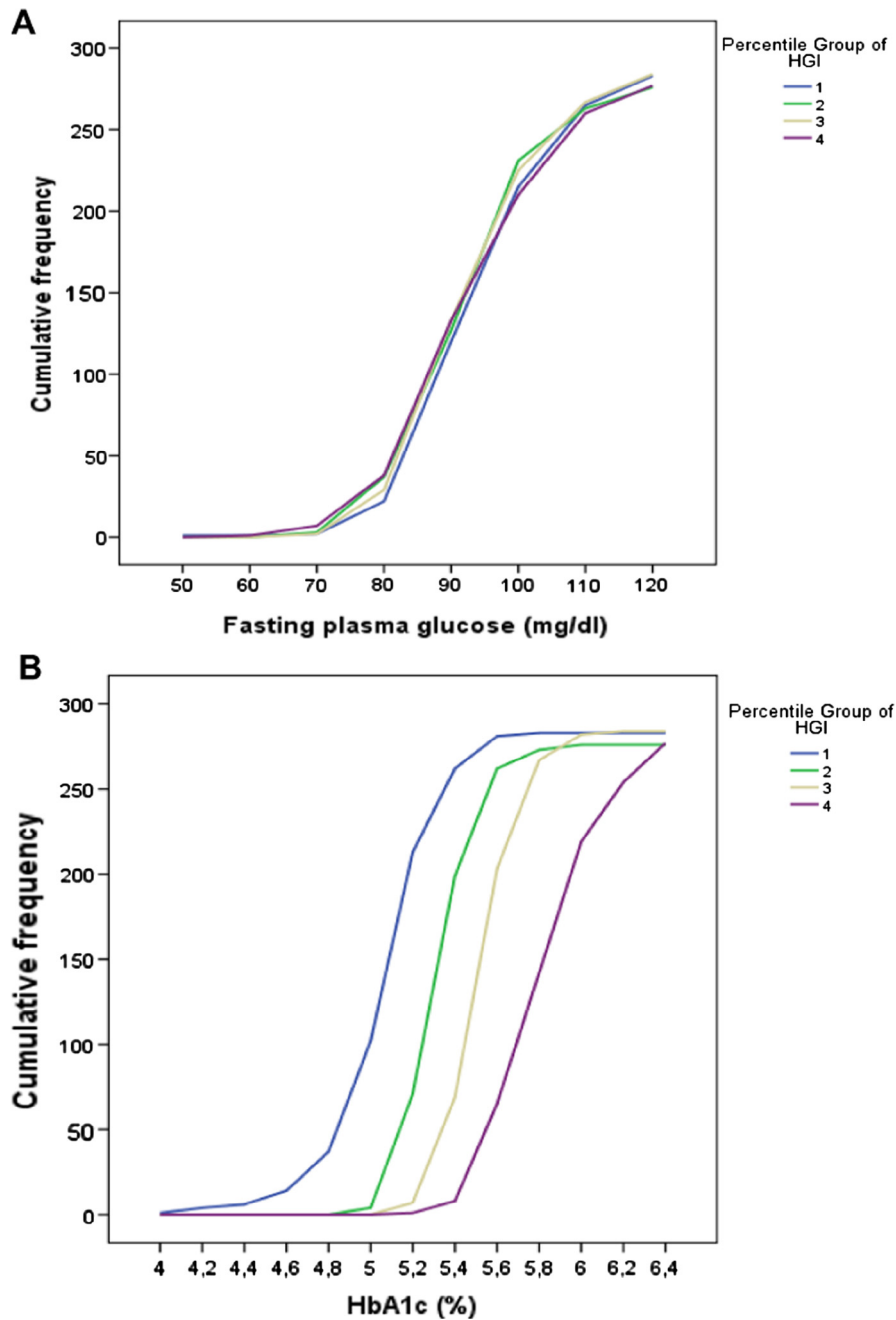 A
Percentile Group of
HGI
1
2
3
4
Cumulative frequency
300
250
200
150
100
50
0
50 60 70 80 90 100 110 120
Fasting plasma glucose (mg/dl)
B
Percentile Group of
HGI
1
2
3
4
Cumulative frequency
300
250
200
150
100
50
0
4 4,2 4,4 4,6 4,8 5 5,2 5,4 5,6 5,8 6 6,2 6,4
HbA1c (%)